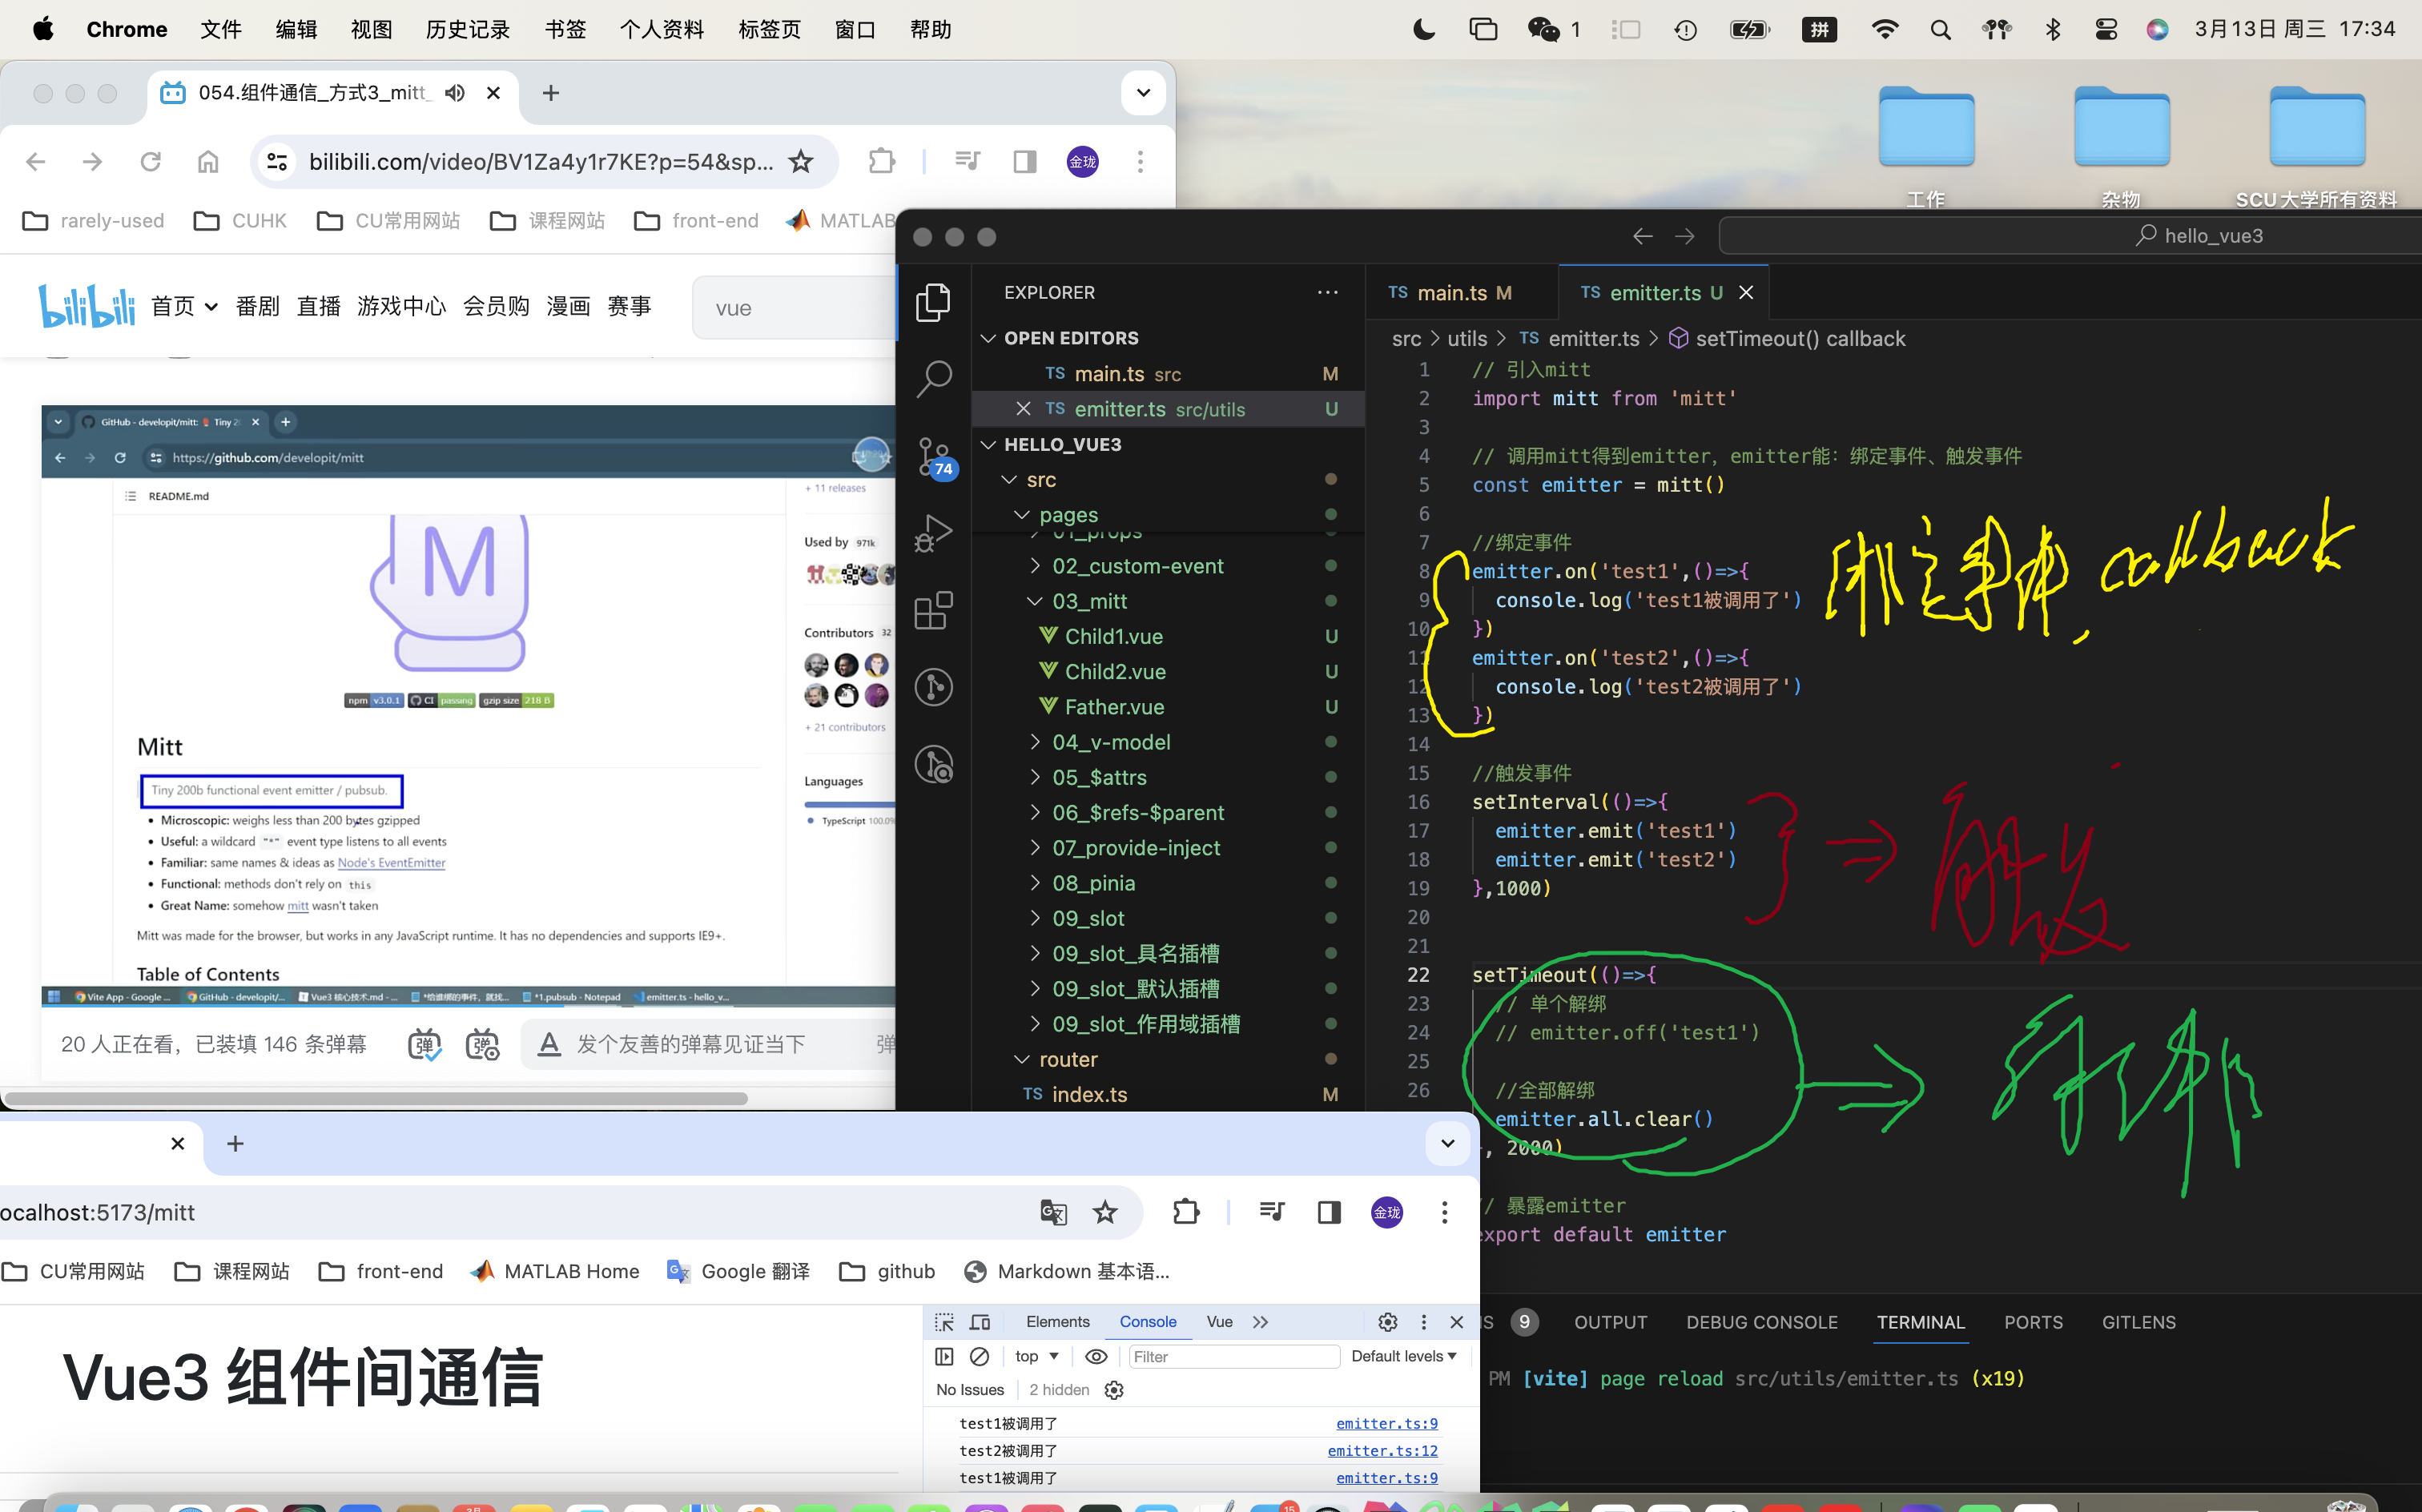 Chrome 文件 编辑 视图 历史记录 书签 个人资料 标签页 窗口 帮助
1 拼 3月13日 周三 17:34
054.组件通信_方式3_mitt_
bilibili.com/video/BV1Za4y1r7KE?p=54&sp...
金珑
rarely-used CUHK CU常用网站 课程网站 front-end MATLAB
bilibili 首页 番剧 直播 游戏中心 会员购 漫画 赛事
vue
工作 杂物 SCU大学所有资料
GitHub - developit/mitt: Tiny 2
https://github.com/developit/mitt
README.md
+ 11 releases
Used by 971k
Contributors 32
+ 21 contributors
Languages
TypeScript 100.0%
M
npm v3.0.1 CI passing gzip size 218 B
Mitt
Tiny 200b functional event emitter / pubsub.
Microscopic: weighs less than 200 bytes gzipped
Useful: a wildcard "*" event type listens to all events
Familiar: same names & ideas as Node's EventEmitter
Functional: methods don't rely on this
Great Name: somehow mitt wasn't taken
Mitt was made for the browser, but works in any JavaScript runtime. It has no dependencies and supports IE9+.
Table of Contents
Vite App - Google ... GitHub - developit/... Vue3 核心技术.md - ... *1.pubsub - Notepad emitter.ts - hello_v...
20 人正在看, 已装填 146 条弹幕
弹 弹 A 发个友善的弹幕见证当下 弹
hello_vue3
EXPLORER ...
OPEN EDITORS
TS main.ts src M
TS emitter.ts src/utils U
HELLO_VUE3
src
pages
01_props
02_custom-event
03_mitt
Child1.vue U
Child2.vue U
Father.vue U
04_v-model
05_$attrs
06_$refs-$parent
07_provide-inject
08_pinia
09_slot
09_slot_具名插槽
09_slot_默认插槽
09_slot_作用域插槽
router
TS index.ts M
74
TS main.ts M TS emitter.ts U
src > utils > TS emitter.ts > setTimeout() callback
1 // 引入mitt
2 import mitt from 'mitt'
3
4 // 调用mitt得到emitter，emitter能：绑定事件、触发事件
5 const emitter = mitt()
6
7 //绑定事件
8 emitter.on('test1',()=>{
9 console.log('test1被调用了')
10 })
11 emitter.on('test2',()=>{
12 console.log('test2被调用了')
13 })
14
15 //触发事件
16 setInterval(()=>{
17 emitter.emit('test1')
18 emitter.emit('test2')
19 },1000)
20
21
22 setTimeout(()=>{
23 // 单个解绑
24 // emitter.off('test1')
25
26 //全部解绑
emitter.all.clear()
, 2000)
/ 暴露emitter
xport default emitter
绑定事件, callback
触发
ocalhost:5173/mitt
金珑
CU常用网站 课程网站 front-end MATLAB Home Google 翻译 github Markdown 基本语...
Vue3 组件间通信
Elements Console Vue
top Filter Default levels
No Issues 2 hidden
test1被调用了 emitter.ts:9
test2被调用了 emitter.ts:12
test1被调用了 emitter.ts:9
9 OUTPUT DEBUG CONSOLE TERMINAL PORTS GITLENS
PM [vite] page reload src/utils/emitter.ts (x19)
15